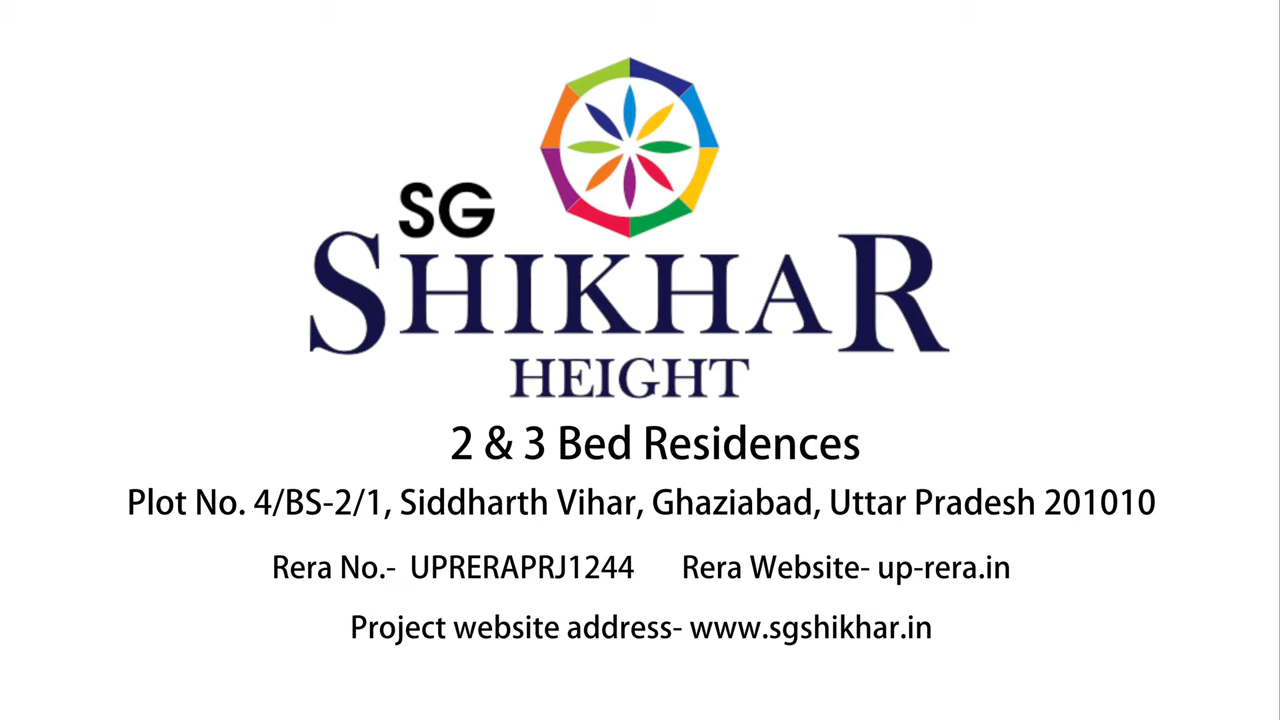 SG
SHIKHAR
HEIGHT
2 & 3 Bed Residences
Plot No. 4/BS-2/1, Siddharth Vihar, Ghaziabad, Uttar Pradesh 201010
Rera No.- UPRERAPRJ1244 Rera Website- up-rera.in
Project website address- www.sgshikhar.in